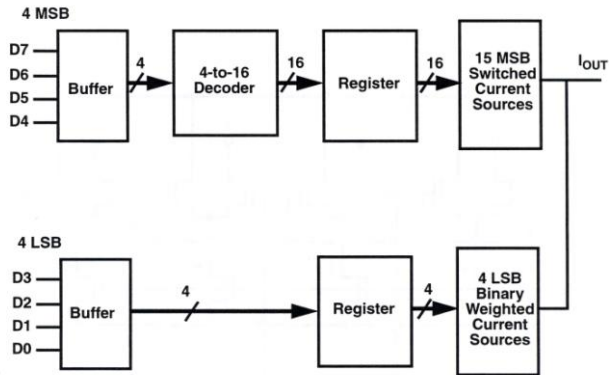 4 MSB
D7
D6
D5
D4
Buffer
4
4-to-16
Decoder
16
Register
16
15 MSB
Switched
Current
Sources
IOUT
4 LSB
D3
D2
D1
D0
Buffer
4
Register
4
4 LSB
Binary
Weighted
Current
Sources